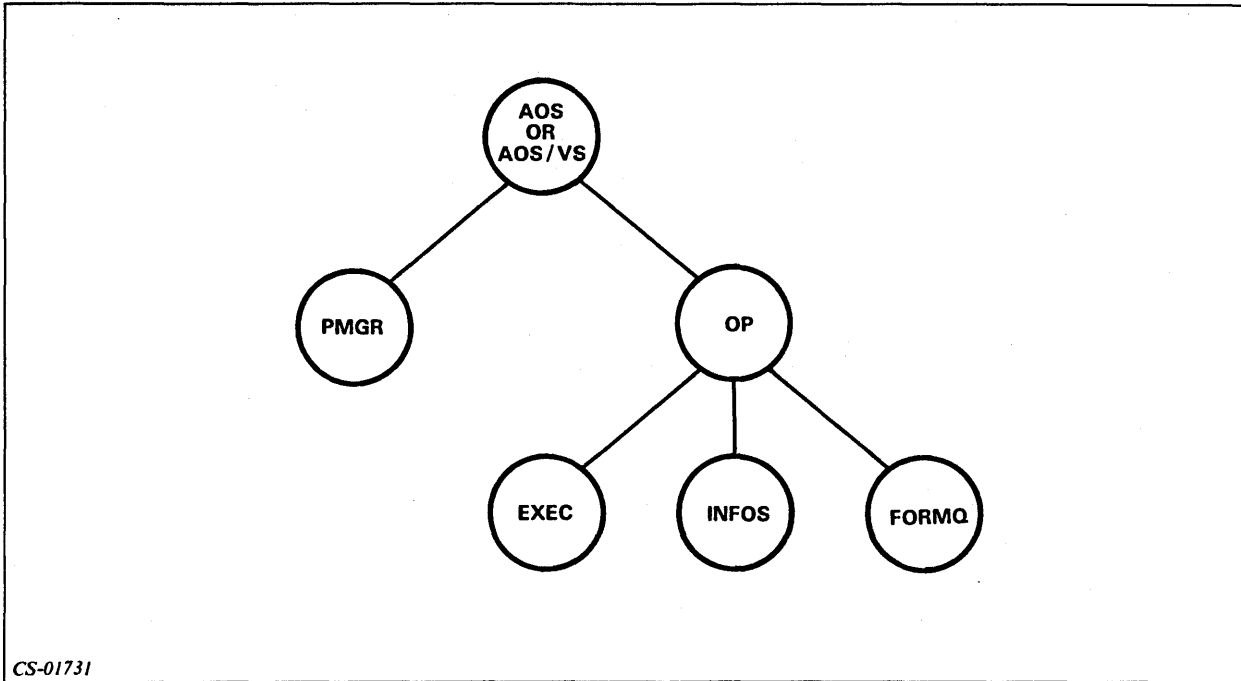 AOS
OR
AOS/VS
PMGR
OP
EXEC
INFOS
FORMQ
CS-01731